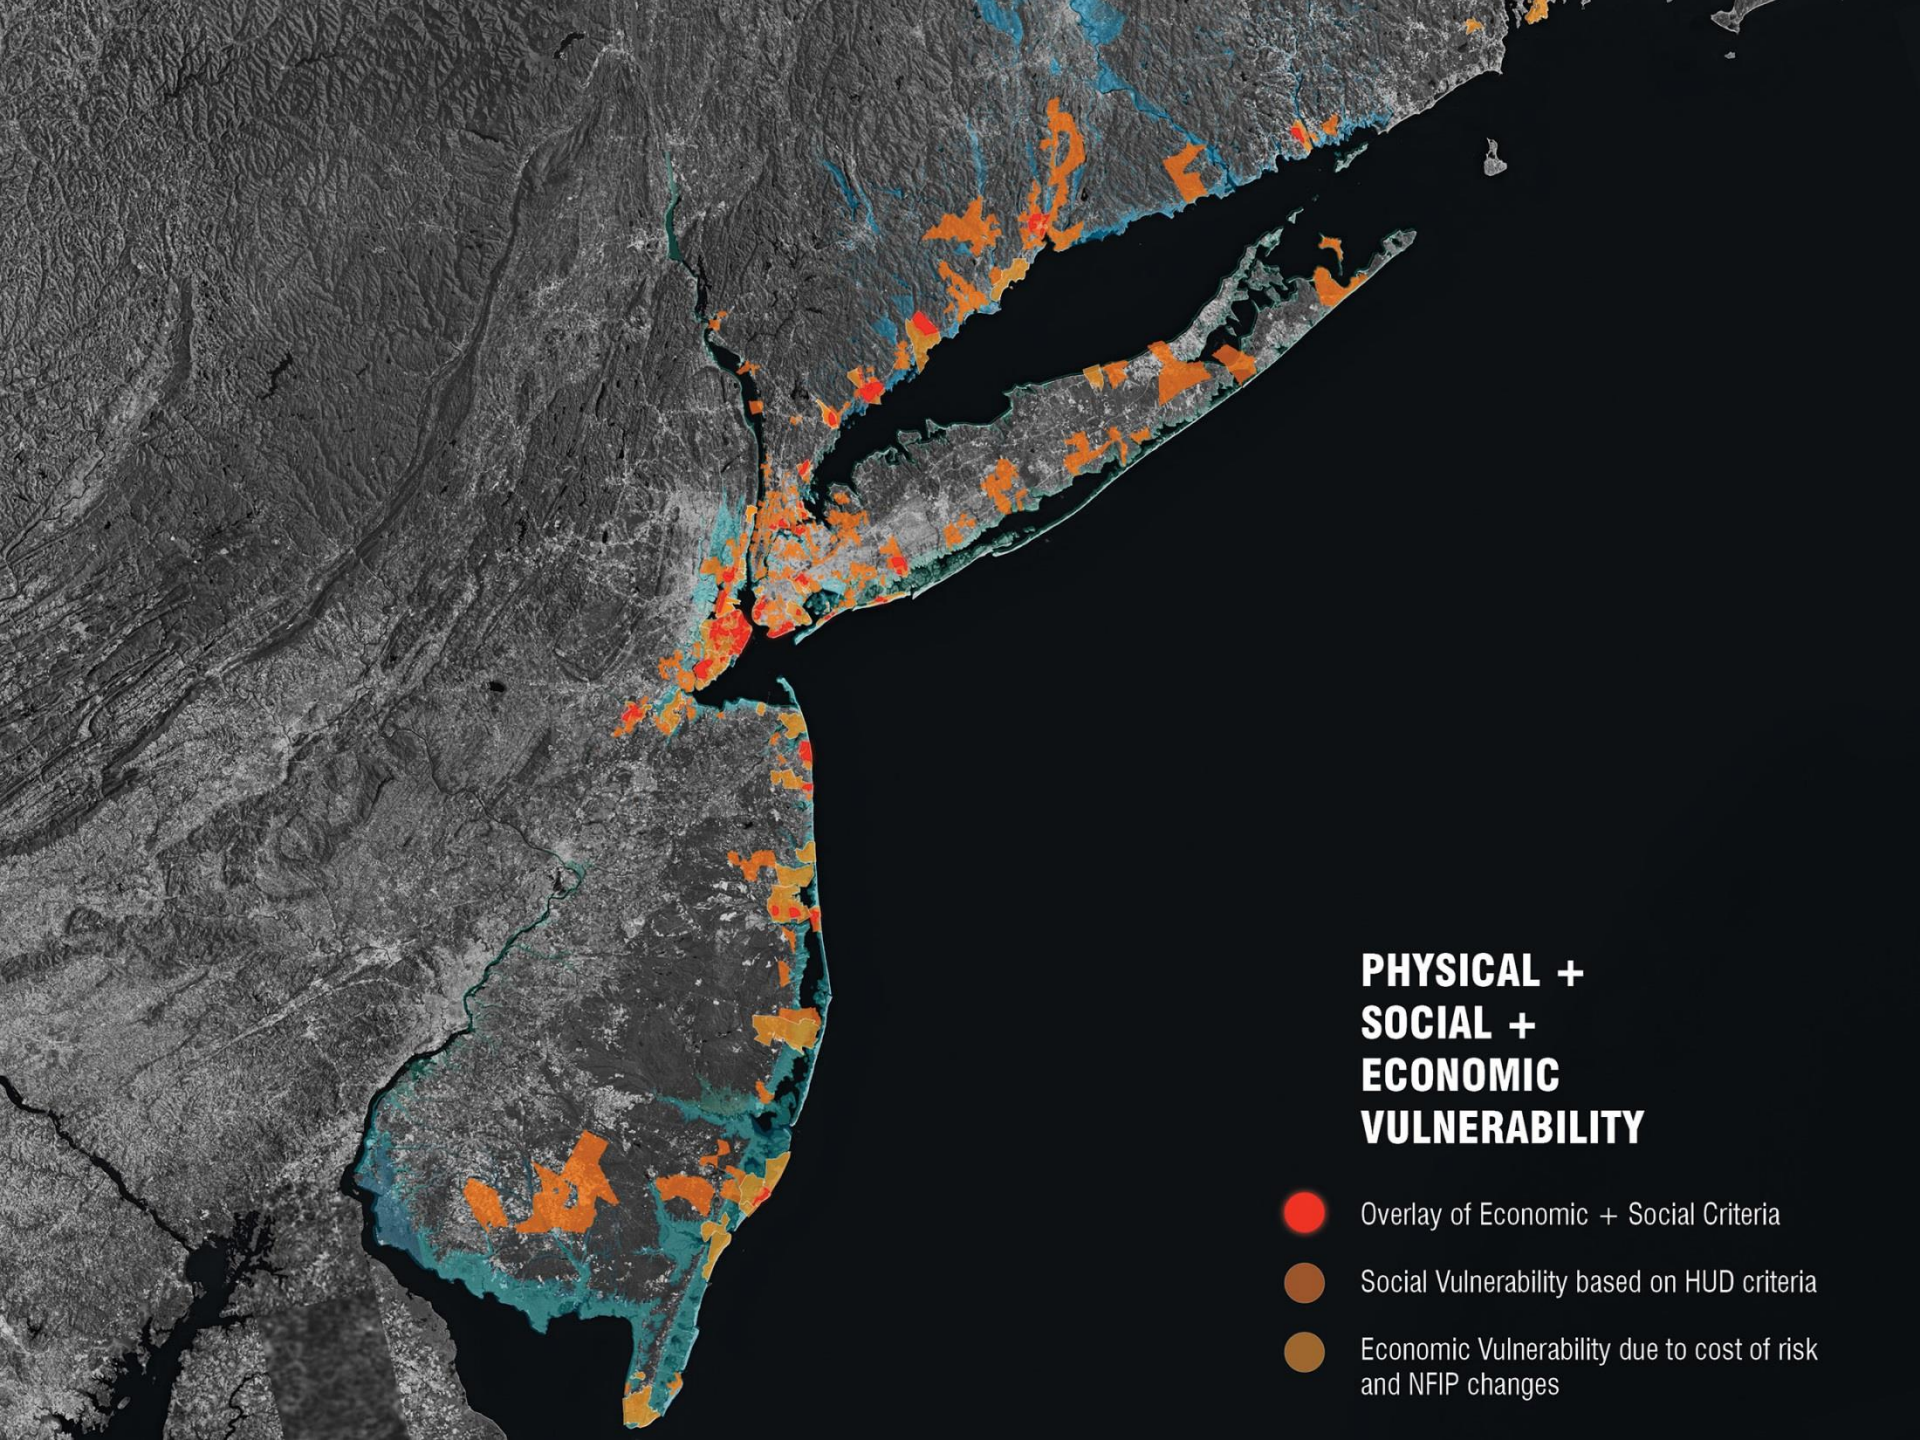 PHYSICAL +
SOCIAL +
ECONOMIC
VULNERABILITY
Overlay of Economic + Social Criteria
Social Vulnerability based on HUD criteria
Economic Vulnerability due to cost of risk
and NFIP changes